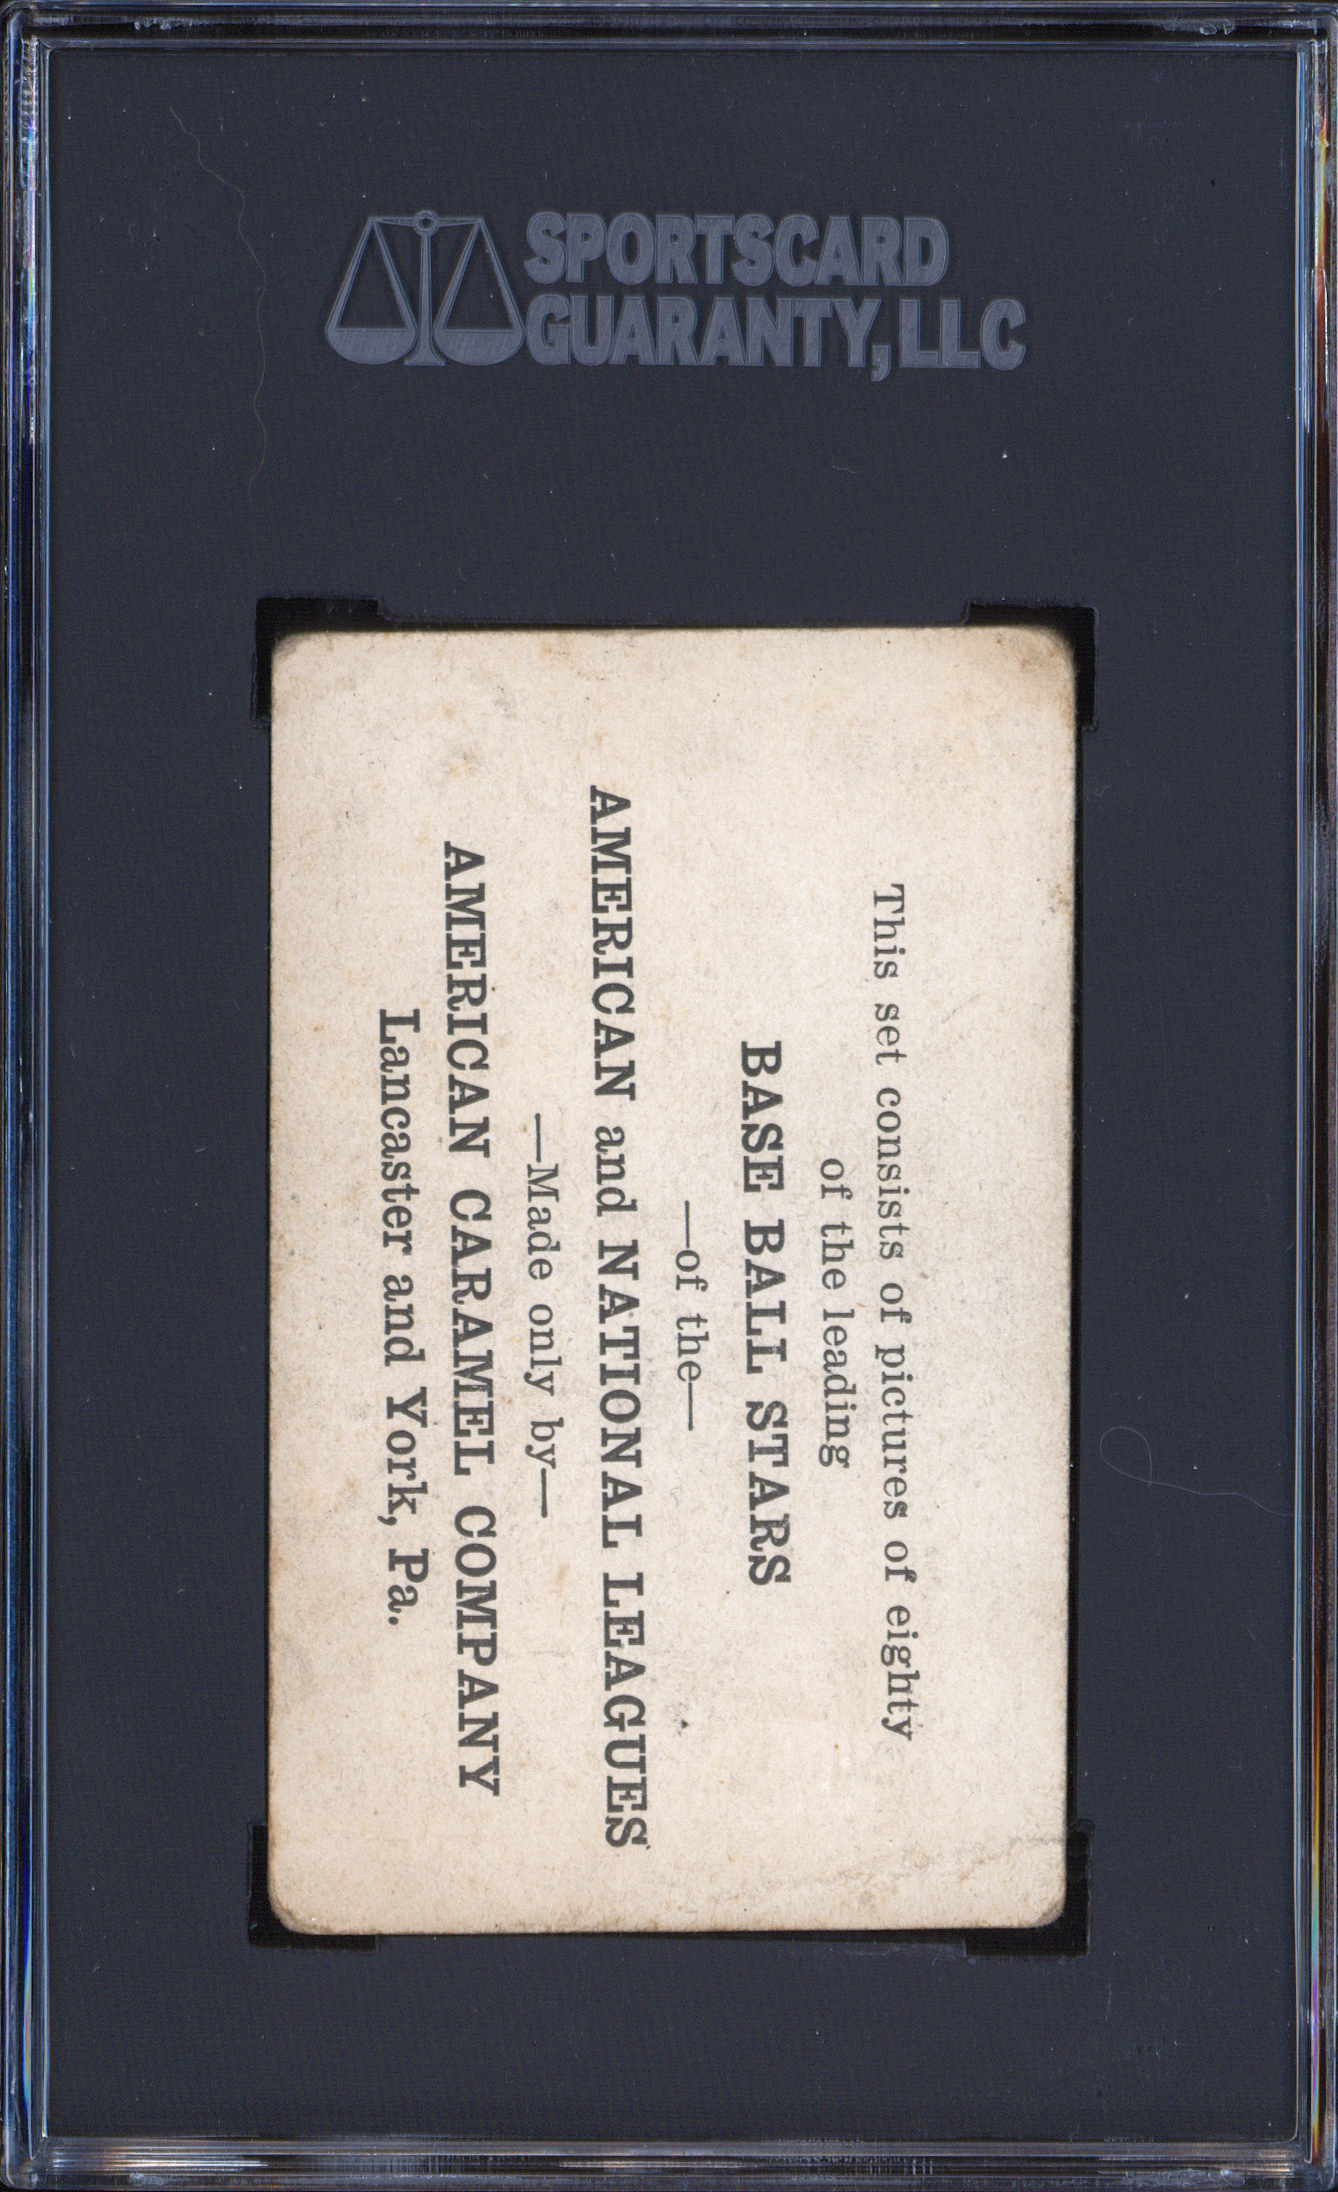 SPORTSCARD
GUARANTY, LLC
This set consists of pictures of eighty
of the leading
BASE BALL STARS
—of the—
AMERICAN and NATIONAL LEAGUES
—Made only by—
AMERICAN CARAMEL COMPANY
Lancaster and York, Pa.